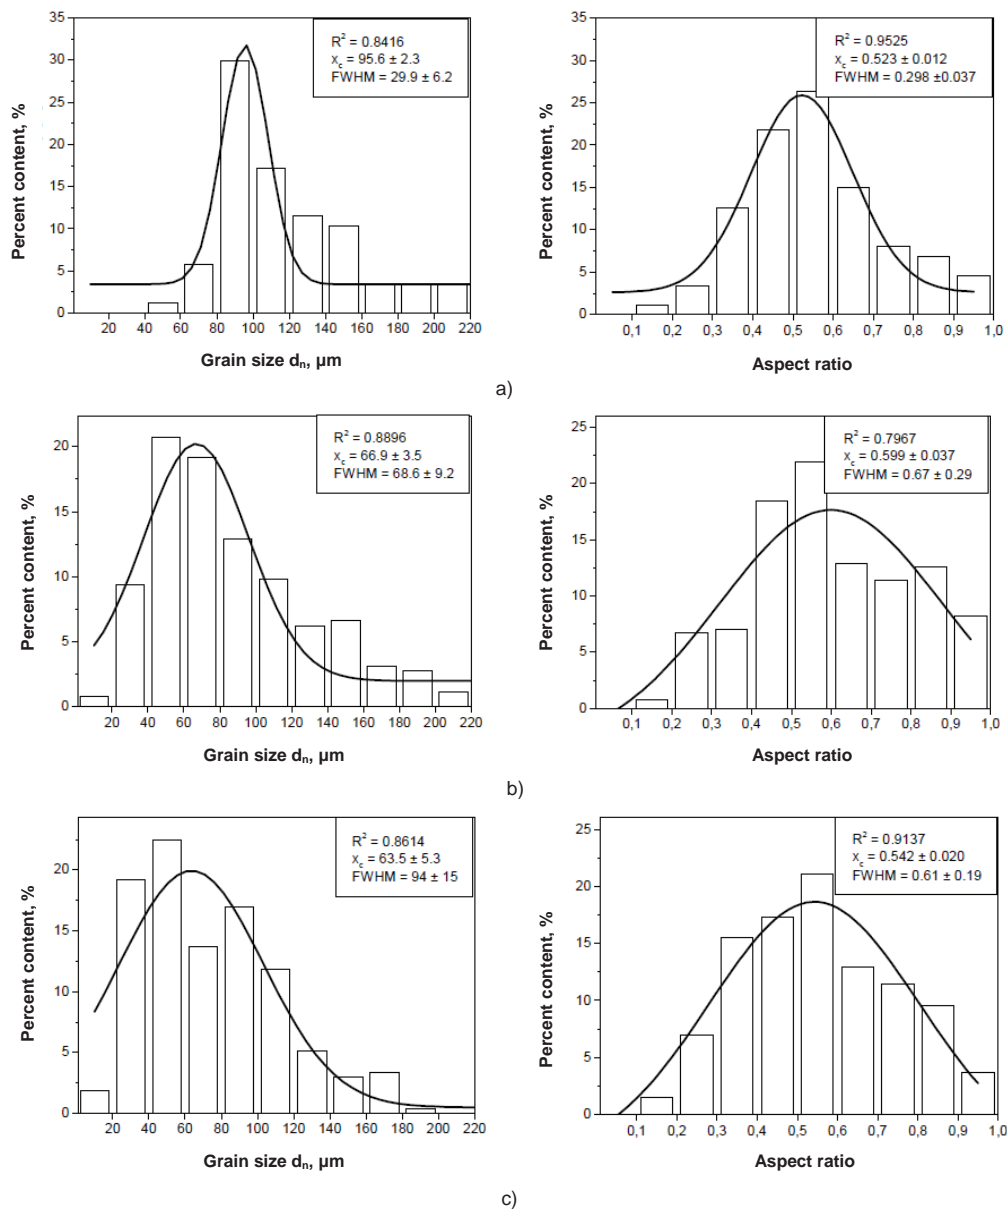 R² = 0.8416
x꜀ = 95.6 ± 2.3
FWHM = 29.9 ± 6.2
Percent content, %
35
30
25
20
15
10
5
0
20 40 60 80 100 120 140 160 180 200 220
Grain size dₙ, µm
R² = 0.9525
x꜀ = 0.523 ± 0.012
FWHM = 0.298 ±0.037
Percent content, %
35
30
25
20
15
10
5
0
0,1 0,2 0,3 0,4 0,5 0,6 0,7 0,8 0,9 1,0
Aspect ratio
a)
R² = 0.8896
x꜀ = 66.9 ± 3.5
FWHM = 68.6 ± 9.2
Percent content, %
20
15
10
5
0
20 40 60 80 100 120 140 160 180 200 220
Grain size dₙ, µm
R² = 0.7967
x꜀ = 0.599 ± 0.037
FWHM = 0.67 ± 0.29
Percent content, %
25
20
15
10
5
0
0,1 0,2 0,3 0,4 0,5 0,6 0,7 0,8 0,9 1,0
Aspect ratio
b)
R² = 0.8614
x꜀ = 63.5 ± 5.3
FWHM = 94 ± 15
Percent content, %
20
15
10
5
0
20 40 60 80 100 120 140 160 180 200 220
Grain size dₙ, µm
R² = 0.9137
x꜀ = 0.542 ± 0.020
FWHM = 0.61 ± 0.19
Percent content, %
25
20
15
10
5
0
0,1 0,2 0,3 0,4 0,5 0,6 0,7 0,8 0,9 1,0
Aspect ratio
c)